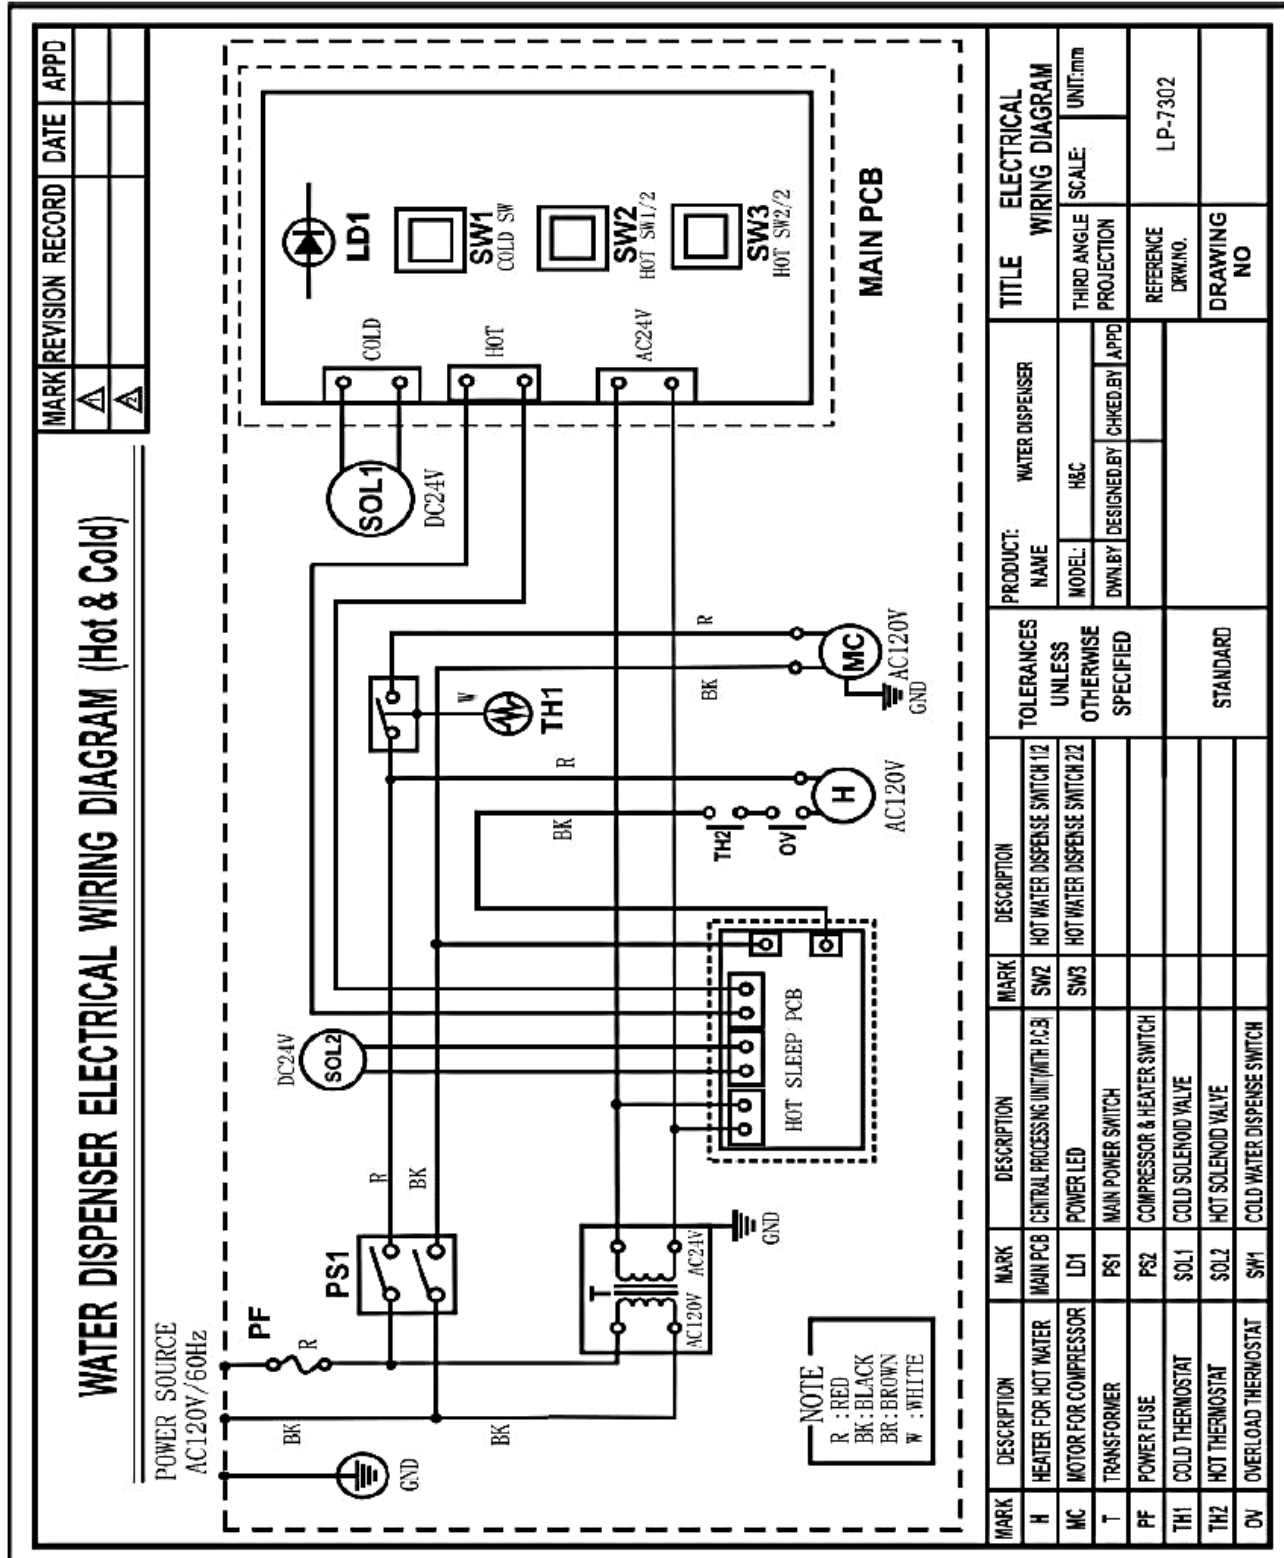 WATER DISPENSER ELECTRICAL WIRING DIAGRAM (Hot & Cold)
MARK REVISION RECORD DATE APPD
1
2
POWER SOURCE
AC120V/60Hz
BK
GND
PF
R
BK
PS1
R
BK
DC24V
SOL2
T
AC120V
AC24V
GND
HOT SLEEP PCB
W
TH1
R
BK
TH2
OV
H
AC120V
R
BK
MC
AC120V
GND
SOL1
DC24V
COLD
HOT
AC24V
LD1
SW1
COLD SW
SW2
HOT SW1/2
SW3
HOT SW2/2
MAIN PCB
NOTE
R :RED
BK:BLACK
BR:BROWN
W :WHITE
MARK DESCRIPTION MARK DESCRIPTION MARK DESCRIPTION
H HEATER FOR HOT WATER MAIN PCB CENTRAL PROCESSING UNIT(WITH P.C.B) SW2 HOT WATER DISPENSE SWITCH 1/2
MC MOTOR FOR COMPRESSOR LD1 POWER LED SW3 HOT WATER DISPENSE SWITCH 2/2
T TRANSFORMER PS1 MAIN POWER SWITCH
PF POWER FUSE PS2 COMPRESSOR & HEATER SWITCH
TH1 COLD THERMOSTAT SOL1 COLD SOLENOID VALVE
TH2 HOT THERMOSTAT SOL2 HOT SOLENOID VALVE
OV OVERLOAD THERMOSTAT SW1 COLD WATER DISPENSE SWITCH
TOLERANCES
UNLESS
OTHERWISE
SPECIFIED
STANDARD
PRODUCT: NAME WATER DISPENSER
MODEL: H&C
DWN.BY DESIGNED.BY CHKED.BY APPD
TITLE ELECTRICAL
WIRING DIAGRAM
THIRD ANGLE
PROJECTION
SCALE: UNIT:mm
REFERENCE
DRW.NO.
LP-7302
DRAWING
NO